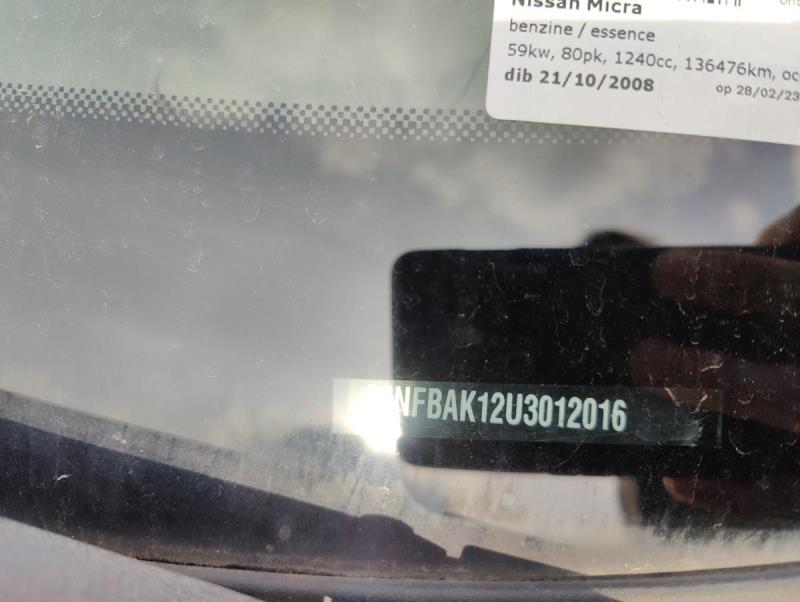 Nissan Micra
benzine / essence
59kw, 80pk, 1240cc, 136476km,
dib 21/10/2008
op 28/02/23
NFBAK12U3012016